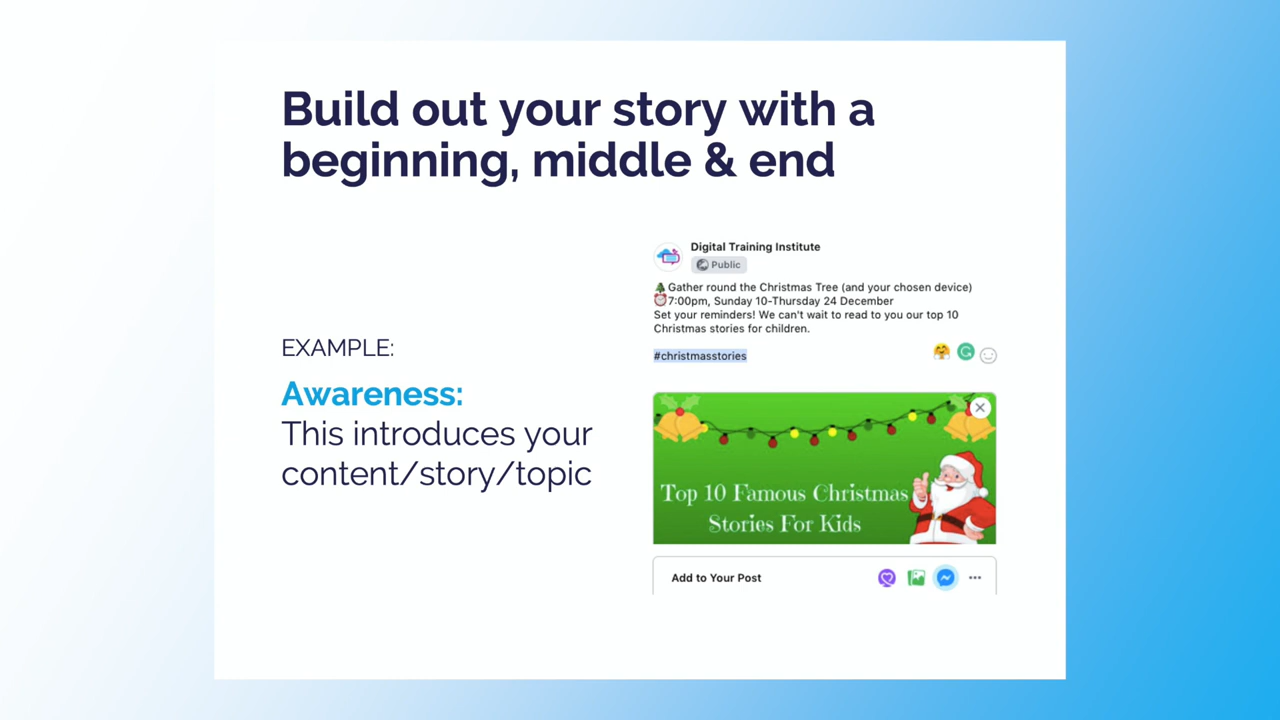 Build out your story with a
beginning, middle & end
EXAMPLE:
Awareness:
This introduces your
content/story/topic
Digital Training Institute
Public
Gather round the Christmas Tree (and your chosen device)
7:00pm, Sunday 10-Thursday 24 December
Set your reminders! We can't wait to read to you our top 10
Christmas stories for children.
#christmasstories
Top 10 Famous Christmas
Stories For Kids
Add to Your Post